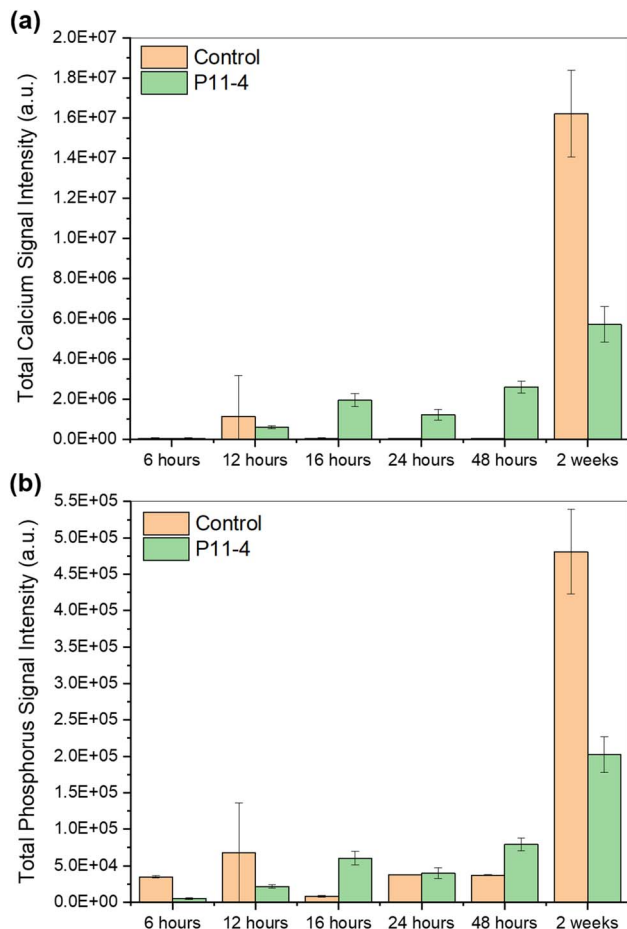 (a)
Total Calcium Signal Intensity (a.u.)
2.0E+07
1.8E+07
1.6E+07
1.4E+07
1.2E+07
1.0E+07
8.0E+06
6.0E+06
4.0E+06
2.0E+06
0.0E+00
Control
P11-4
6 hours 12 hours 16 hours 24 hours 48 hours 2 weeks
(b)
Total Phosphorus Signal Intensity (a.u.)
5.5E+05
5.0E+05
4.5E+05
4.0E+05
3.5E+05
3.0E+05
2.5E+05
2.0E+05
1.5E+05
1.0E+05
5.0E+04
0.0E+00
Control
P11-4
6 hours 12 hours 16 hours 24 hours 48 hours 2 weeks